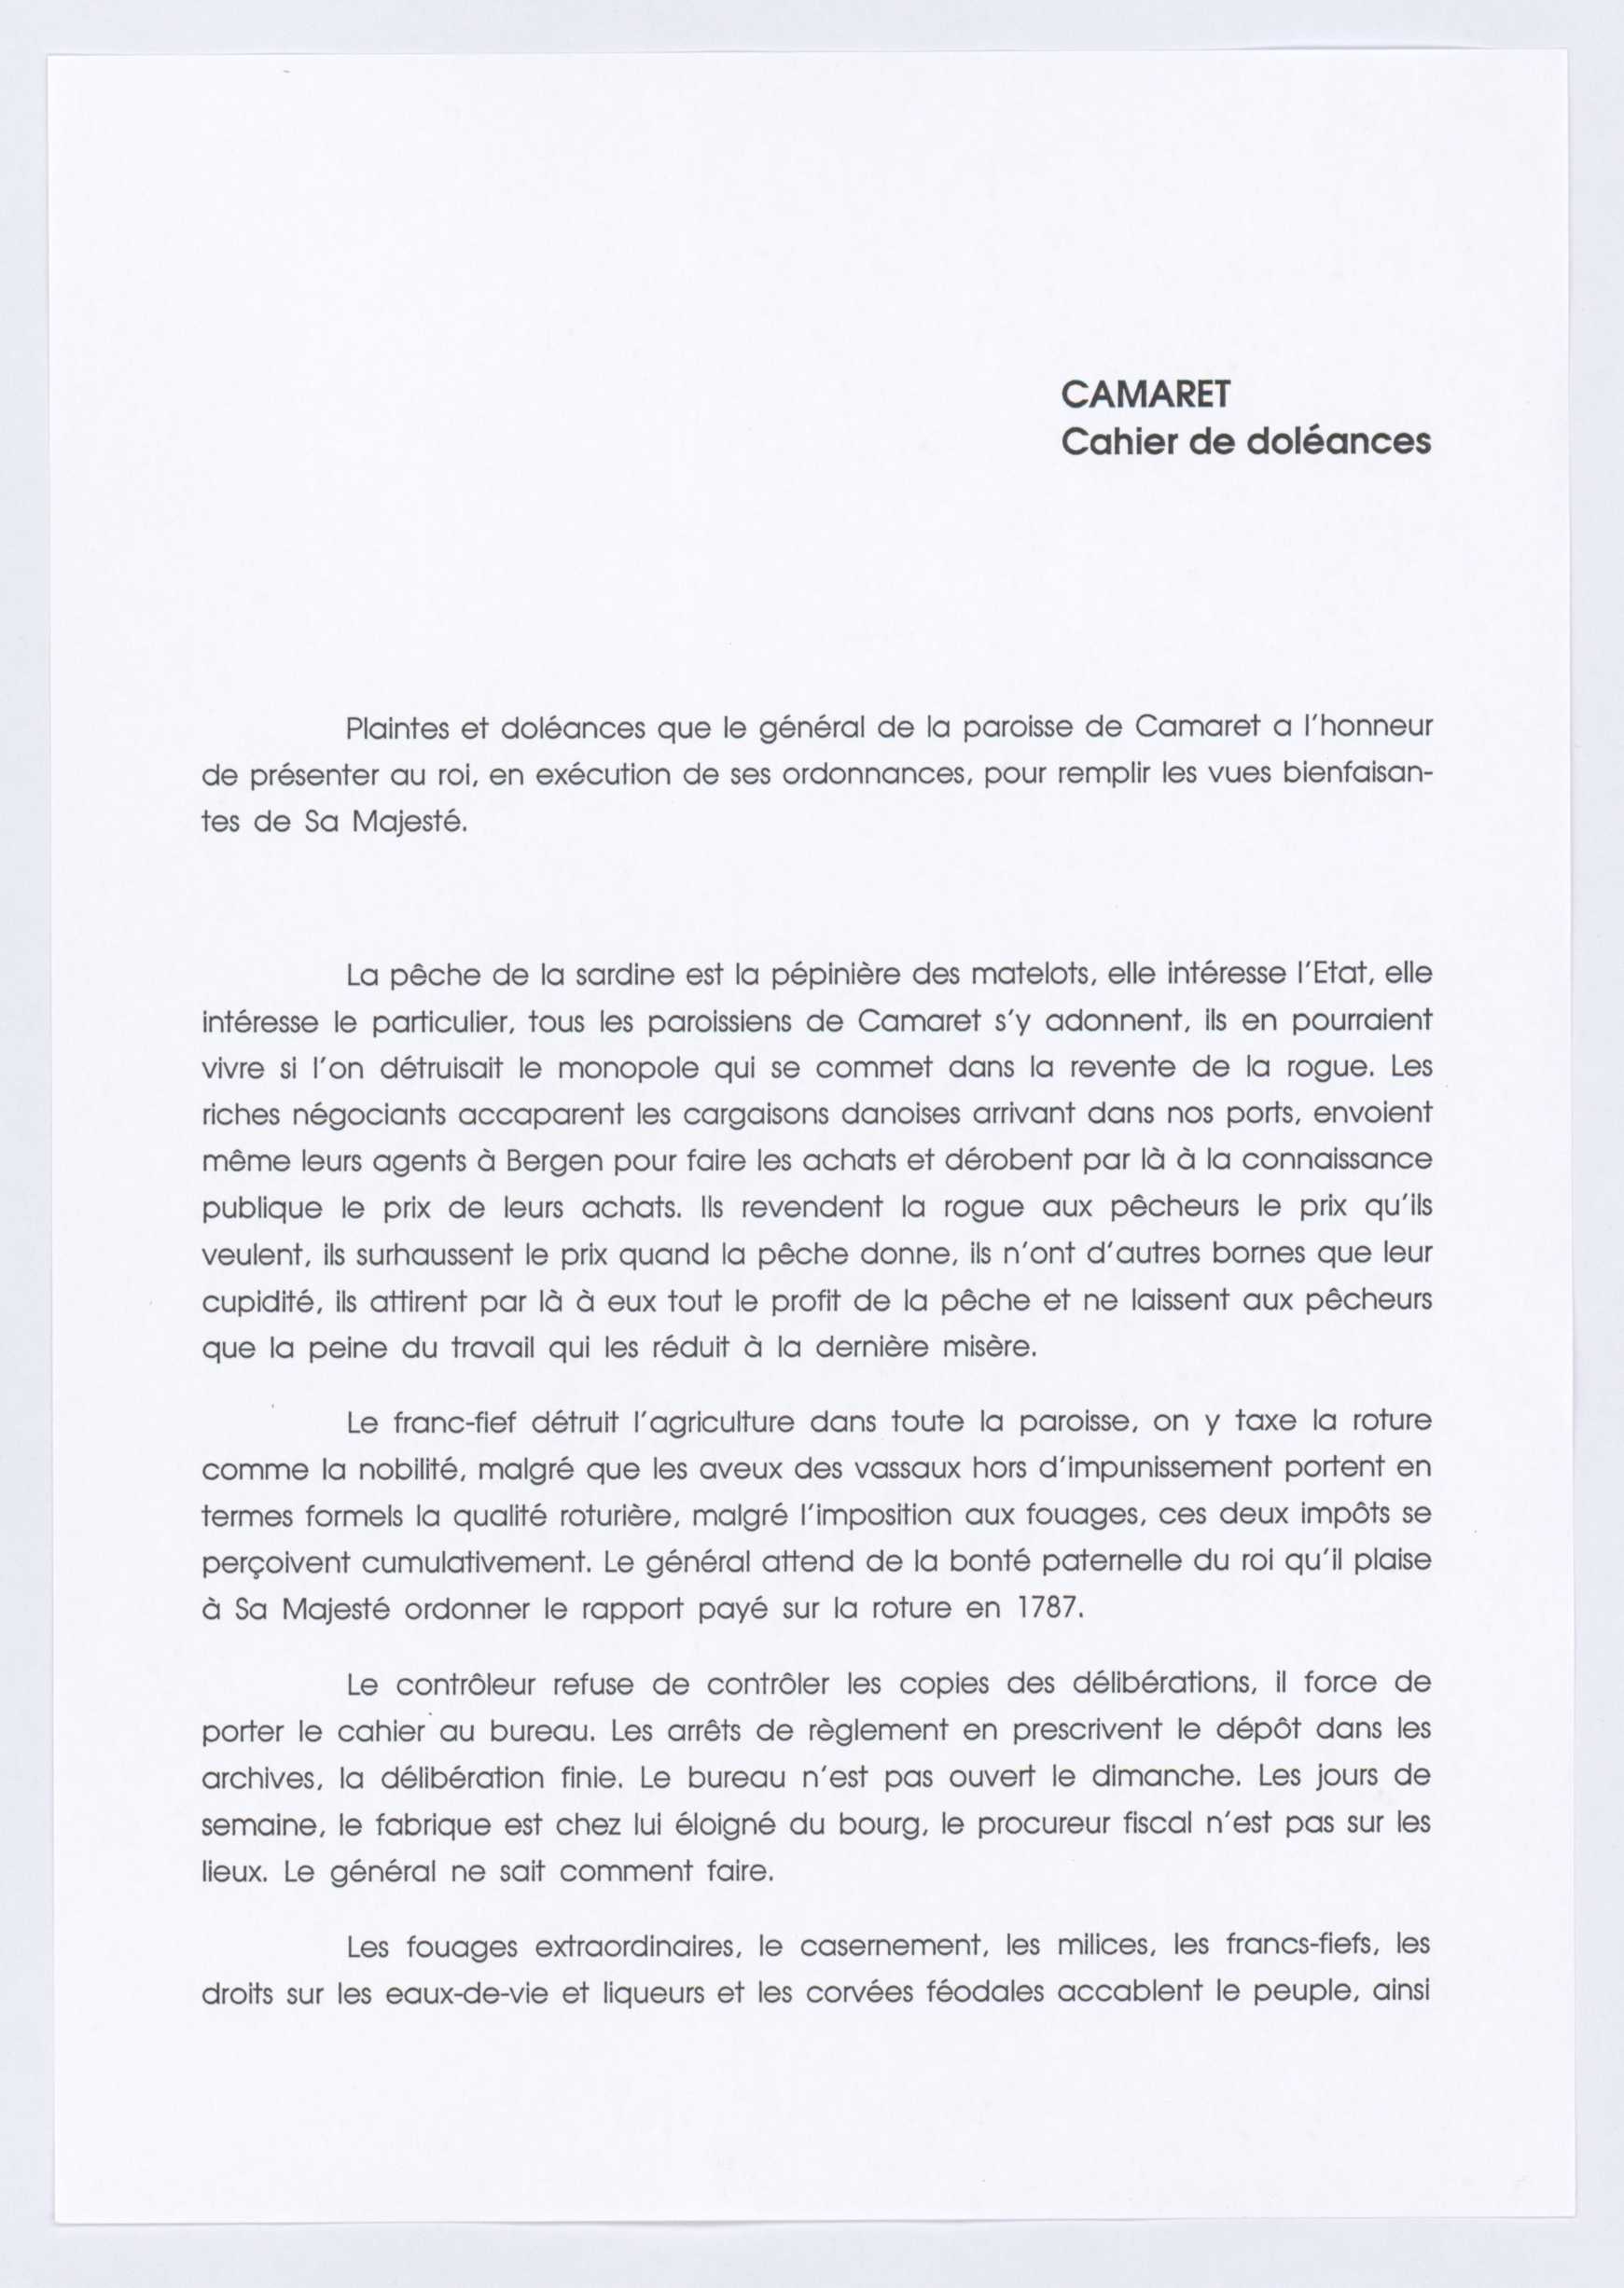 CAMARET
Cahier de doléances
Plaintes et doléances que le général de la paroisse de Camaret a l'honneur
de présenter au roi, en exécution de ses ordonnances, pour remplir les vues bienfaisan-
tes de Sa Majesté.
La pêche de la sardine est la pépinière des matelots, elle intéresse l'Etat, elle
intéresse le particulier, tous les paroissiens de Camaret s'y adonnent, ils en pourraient
vivre si l'on détruisait le monopole qui se commet dans la revente de la rogue. Les
riches négociants accaparent les cargaisons danoises arrivant dans nos ports, envoient
même leurs agents à Bergen pour faire les achats et dérobent par là à la connaissance
publique le prix de leurs achats. Ils revendent la rogue aux pêcheurs le prix qu'ils
veulent, ils surhaussent le prix quand la pêche donne, ils n'ont d'autres bornes que leur
cupidité, ils attirent par là à eux tout le profit de la pêche et ne laissent aux pêcheurs
que la peine du travail qui les réduit à la dernière misère.
Le franc-fief détruit l'agriculture dans toute la paroisse, on y taxe la roture
comme la nobilité, malgré que les aveux des vassaux hors d'impunissement portent en
termes formels la qualité roturière, malgré l'imposition aux fouages, ces deux impôts se
perçoivent cumulativement. Le général attend de la bonté paternelle du roi qu'il plaise
à Sa Majesté ordonner le rapport payé sur la roture en 1787.
Le contrôleur refuse de contrôler les copies des délibérations, il force de
porter le cahier au bureau. Les arrêts de règlement en prescrivent le dépôt dans les
archives, la délibération finie. Le bureau n'est pas ouvert le dimanche. Les jours de
semaine, le fabrique est chez lui éloigné du bourg, le procureur fiscal n'est pas sur les
lieux. Le général ne sait comment faire.
Les fouages extraordinaires, le casernement, les milices, les francs-fiefs, les
droits sur les eaux-de-vie et liqueurs et les corvées féodales accablent le peuple, ainsi